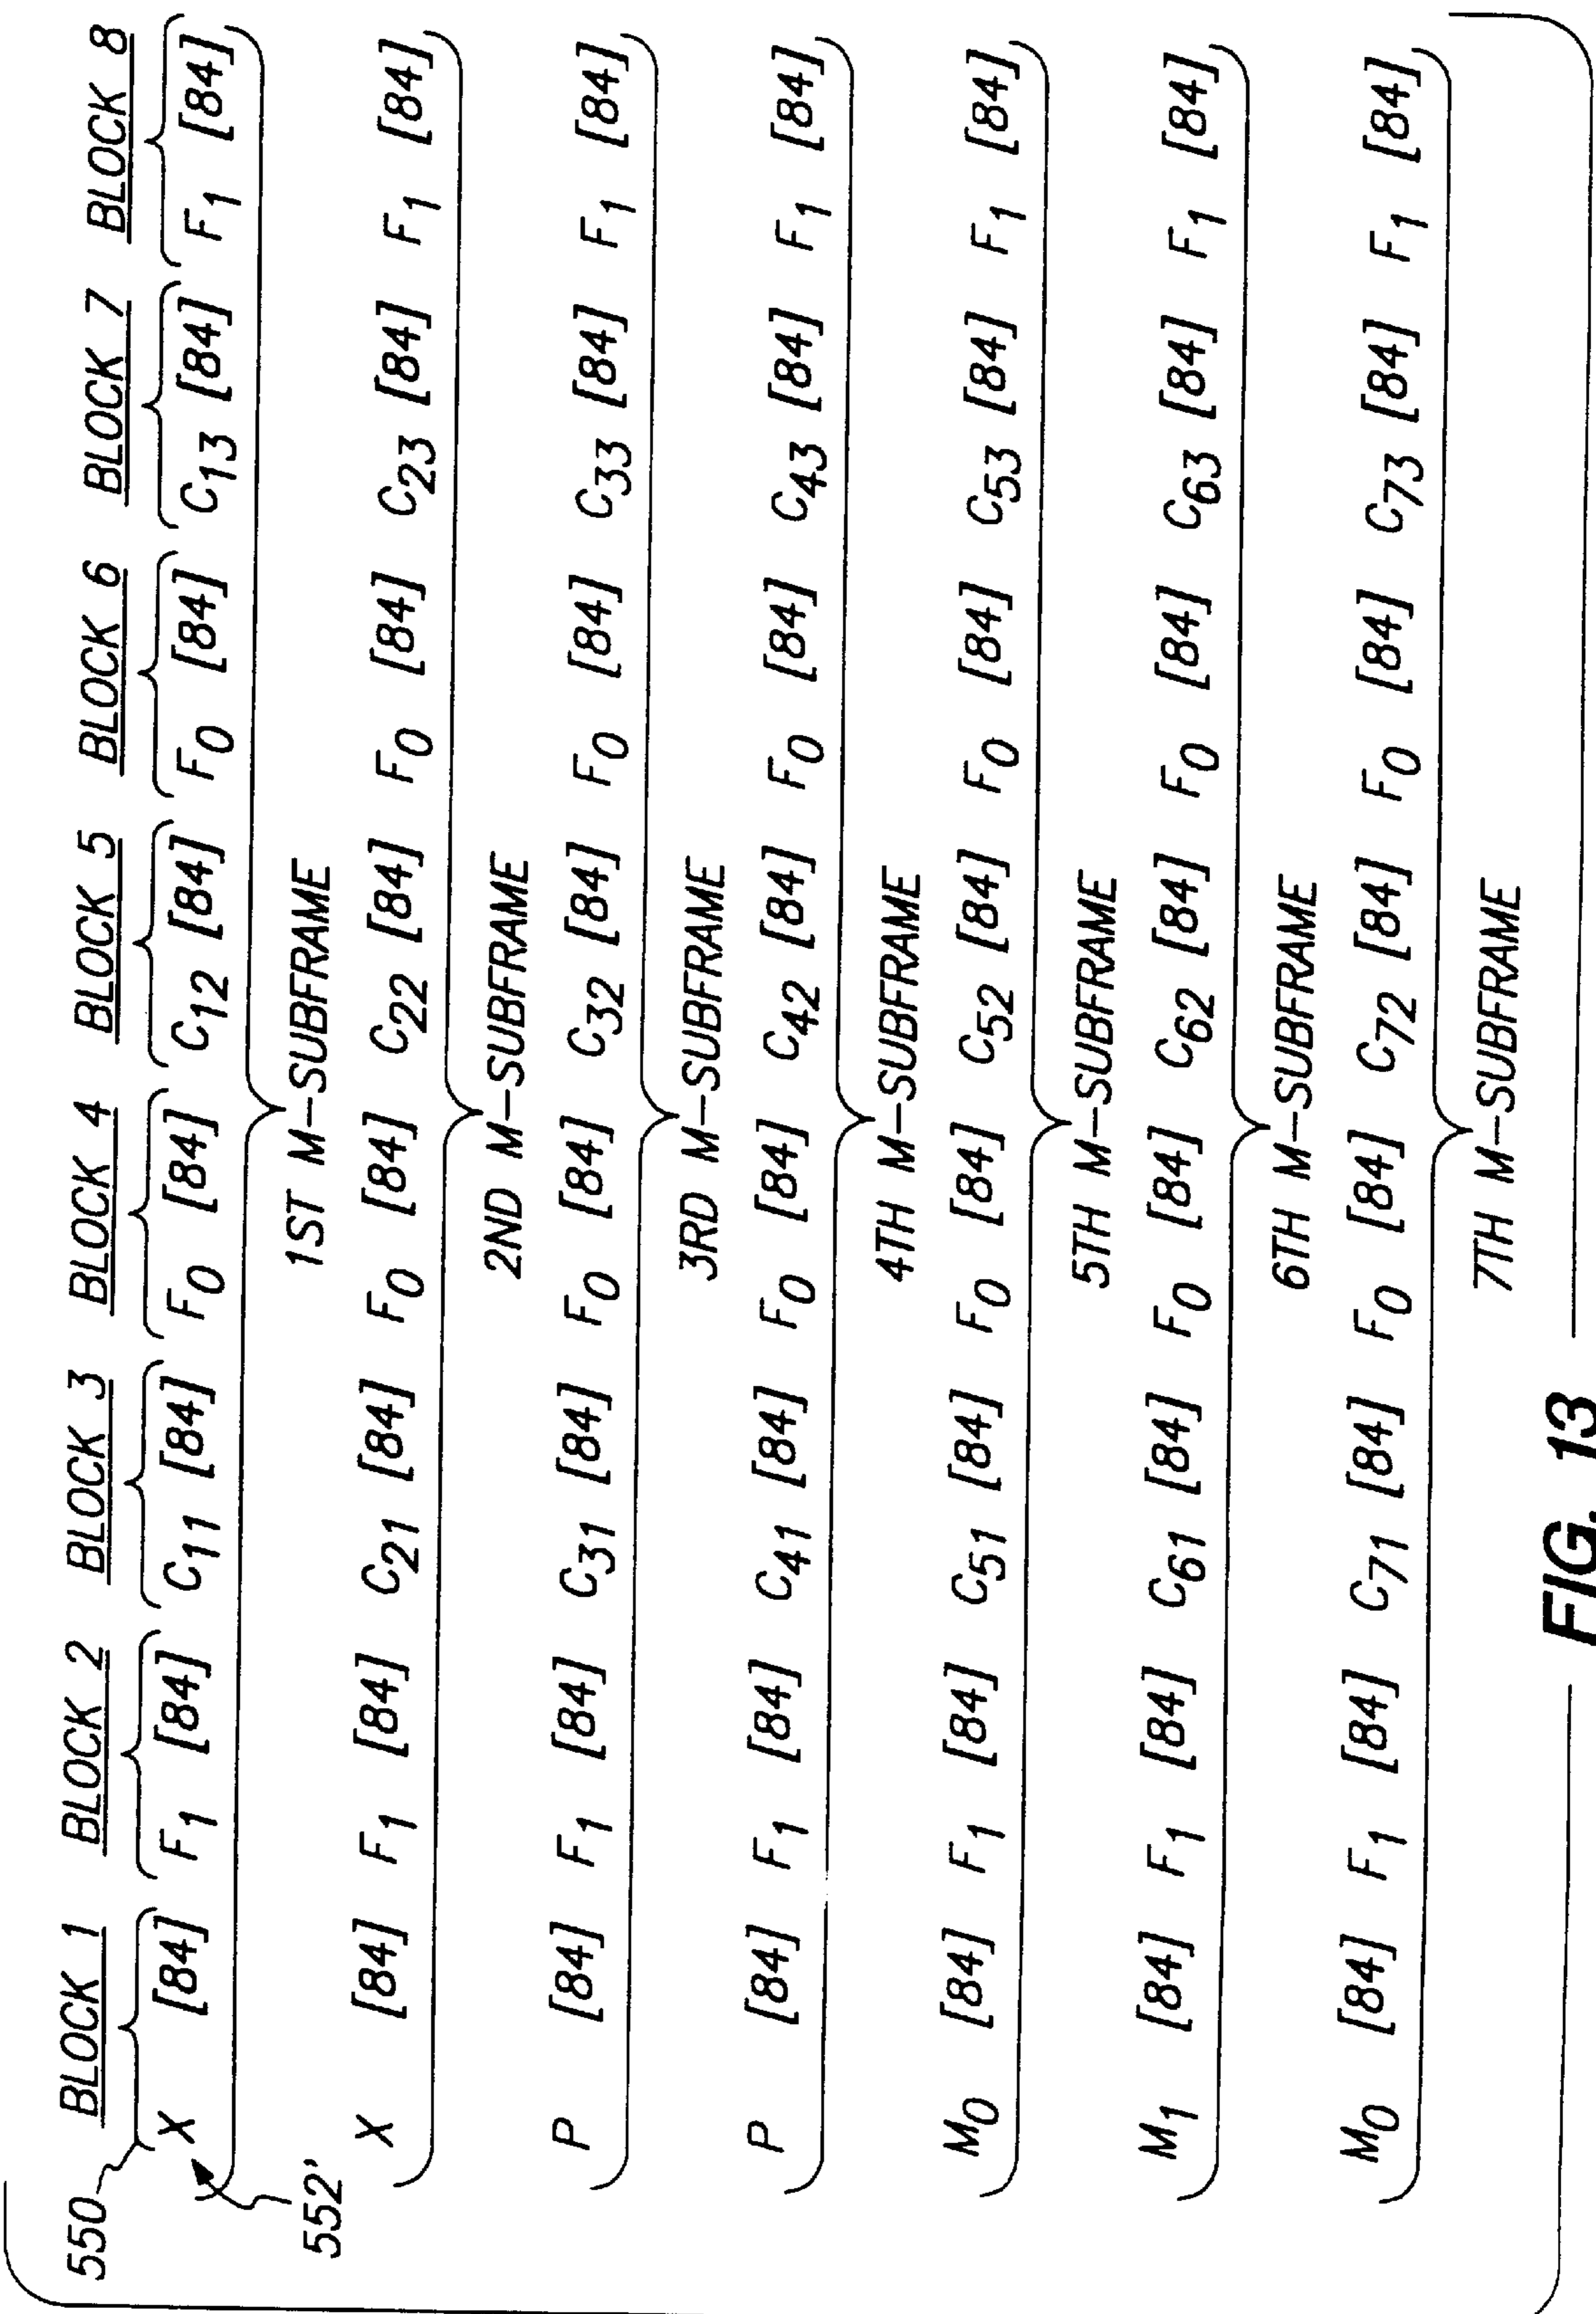 BLOCK 1 BLOCK 2 BLOCK 3 BLOCK 4 BLOCK 5 BLOCK 6 BLOCK 7 BLOCK 8
550
X [84] F1 [84] C11 [84] F0 [84] C12 [84] F0 [84] C13 [84] F1 [84]
552'
1ST M-SUBFRAME
X [84] F1 [84] C21 [84] F0 [84] C22 [84] F0 [84] C23 [84] F1 [84]
2ND M-SUBFRAME
P [84] F1 [84] C31 [84] F0 [84] C32 [84] F0 [84] C33 [84] F1 [84]
3RD M-SUBFRAME
P [84] F1 [84] C41 [84] F0 [84] C42 [84] F0 [84] C43 [84] F1 [84]
4TH M-SUBFRAME
M0 [84] F1 [84] C51 [84] F0 [84] C52 [84] F0 [84] C53 [84] F1 [84]
5TH M-SUBFRAME
M1 [84] F1 [84] C61 [84] F0 [84] C62 [84] F0 [84] C63 [84] F1 [84]
6TH M-SUBFRAME
M0 [84] F1 [84] C71 [84] F0 [84] C72 [84] F0 [84] C73 [84] F1 [84]
7TH M-SUBFRAME
FIG. 13